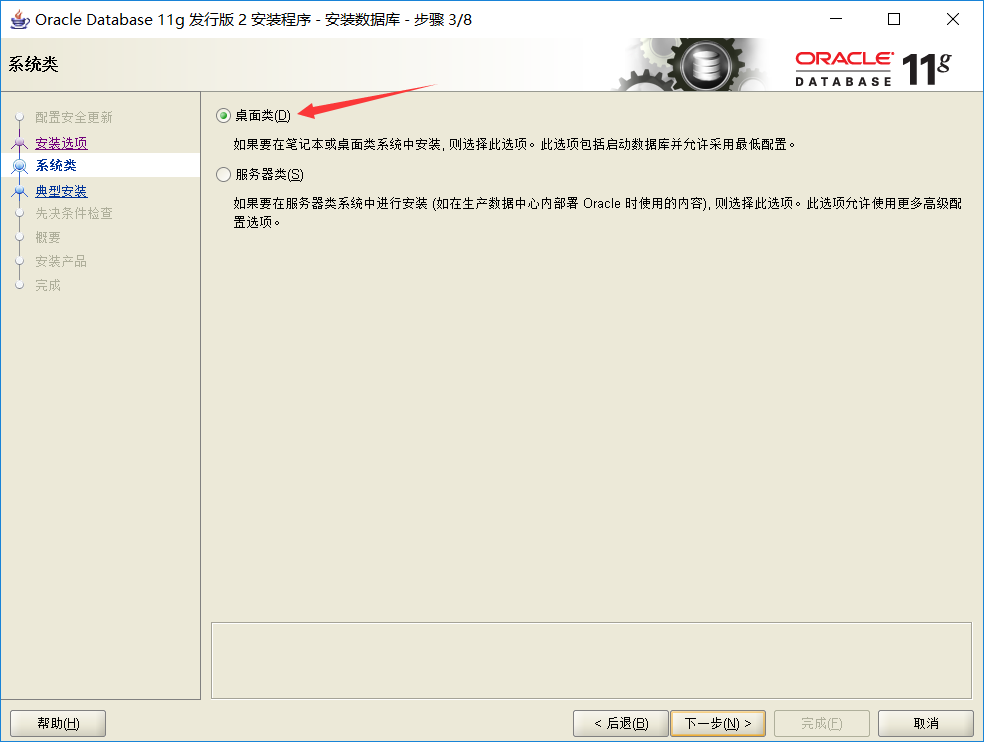 Oracle Database 11g 发行版 2 安装程序 - 安装数据库 - 步骤 3/8
系统类
ORACLE
DATABASE 11g
配置安全更新
安装选项
系统类
典型安装
先决条件检查
概要
安装产品
完成
桌面类(D)
如果要在笔记本或桌面类系统中安装, 则选择此选项。此选项包括启动数据库并允许采用最低配置。
服务器类(S)
如果要在服务器类系统中进行安装 (如在生产数据中心内部署 Oracle 时使用的内容), 则选择此选项。此选项允许使用更多高级配
置选项。
帮助(H)
< 后退(B)
下一步(N) >
完成(F)
取消